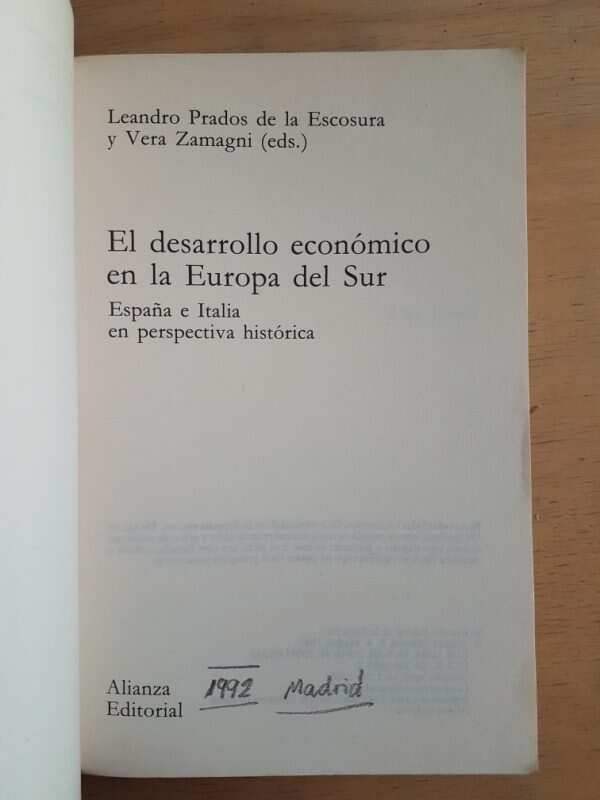 Leandro Prados de la Escosura
y Vera Zamagni (eds.)
El desarrollo económico
en la Europa del Sur
España e Italia
en perspectiva histórica
Alianza
Editorial
1992 Madrid